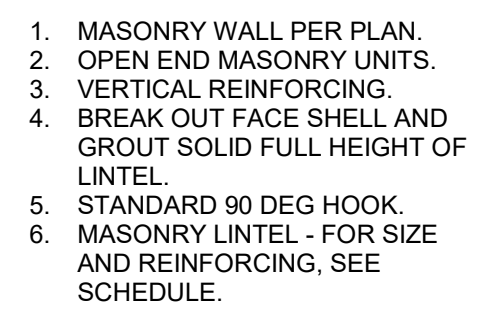 1. MASONRY WALL PER PLAN.
2. OPEN END MASONRY UNITS.
3. VERTICAL REINFORCING.
4. BREAK OUT FACE SHELL AND
GROUT SOLID FULL HEIGHT OF
LINTEL.
5. STANDARD 90 DEG HOOK.
6. MASONRY LINTEL - FOR SIZE
AND REINFORCING, SEE
SCHEDULE.